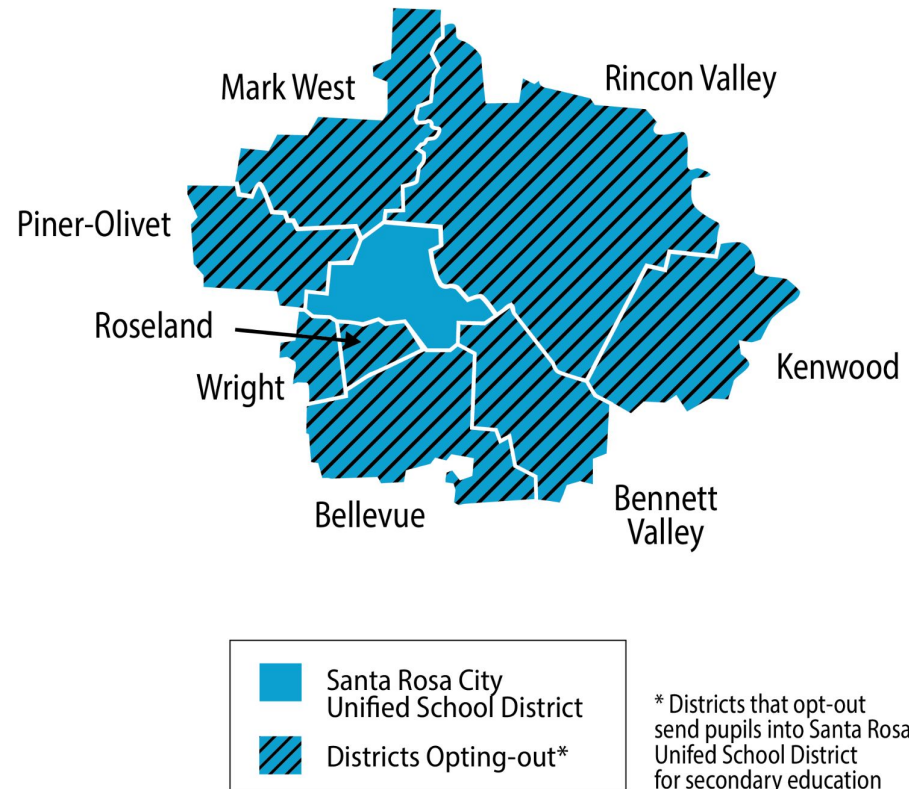 Mark West
Rincon Valley
Piner-Olivet
Roseland
Wright
Kenwood
Bellevue
Bennett
Valley
Santa Rosa City
Unified School District
Districts Opting-out*
* Districts that opt-out
send pupils into Santa Rosa
Unifed School District
for secondary education